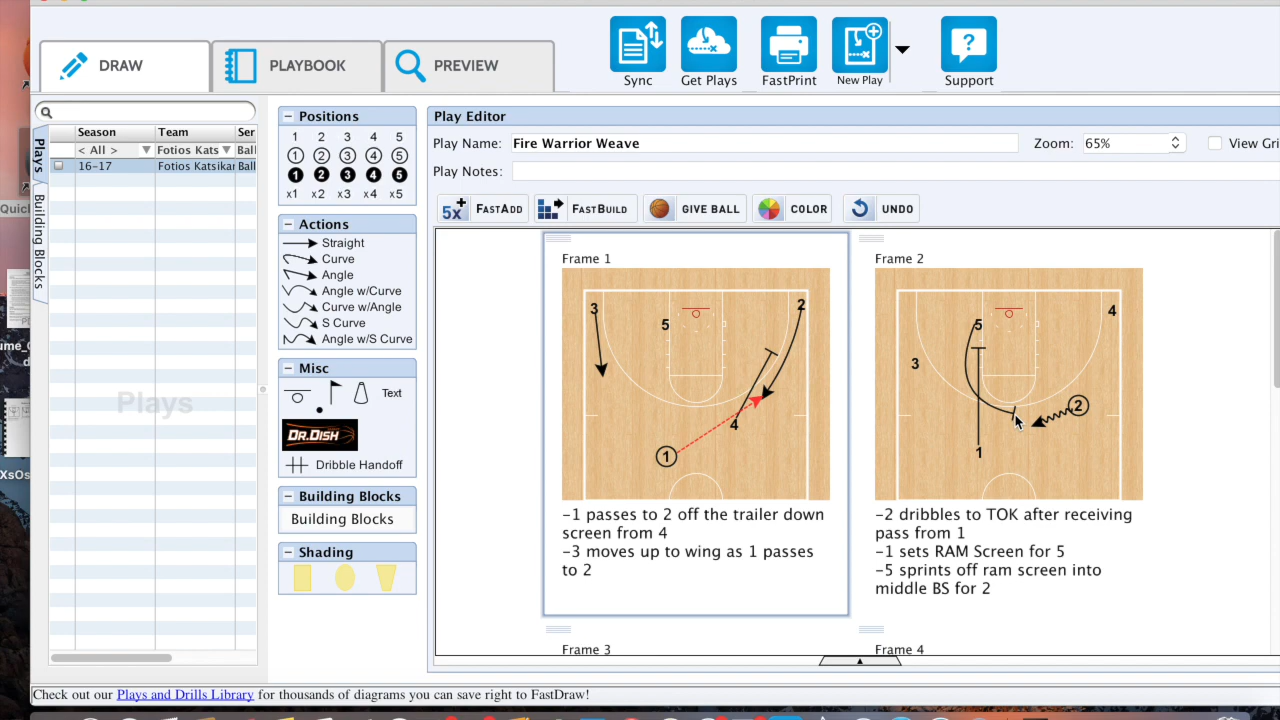 DRAW
PLAYBOOK
PREVIEW
Sync
Get Plays
FastPrint
New Play
Support
Plays
Building Blocks
Season
Team
Ser
< All >
Fotios Kats
Ball
16-17
Fotios Katsikar
Ball
Plays
Positions
1 2 3 4 5
1 2 3 4 5
1 2 3 4 5
x1 x2 x3 x4 x5
Actions
Straight
Curve
Angle
Angle w/Curve
Curve w/Angle
S Curve
Angle w/S Curve
Misc
Text
DR.DISH
Dribble Handoff
Building Blocks
Building Blocks
Shading
Play Editor
Play Name: Fire Warrior Weave
Zoom: 65%
View Gri
Play Notes:
5x FASTADD
FASTBUILD
GIVE BALL
COLOR
UNDO
Frame 1
3
2
5
4
1
-1 passes to 2 off the trailer down
screen from 4
-3 moves up to wing as 1 passes
to 2
Frame 2
5
4
3
2
1
-2 dribbles to TOK after receiving
pass from 1
-1 sets RAM Screen for 5
-5 sprints off ram screen into
middle BS for 2
Frame 3
Frame 4
Check out our Plays and Drills Library for thousands of diagrams you can save right to FastDraw!